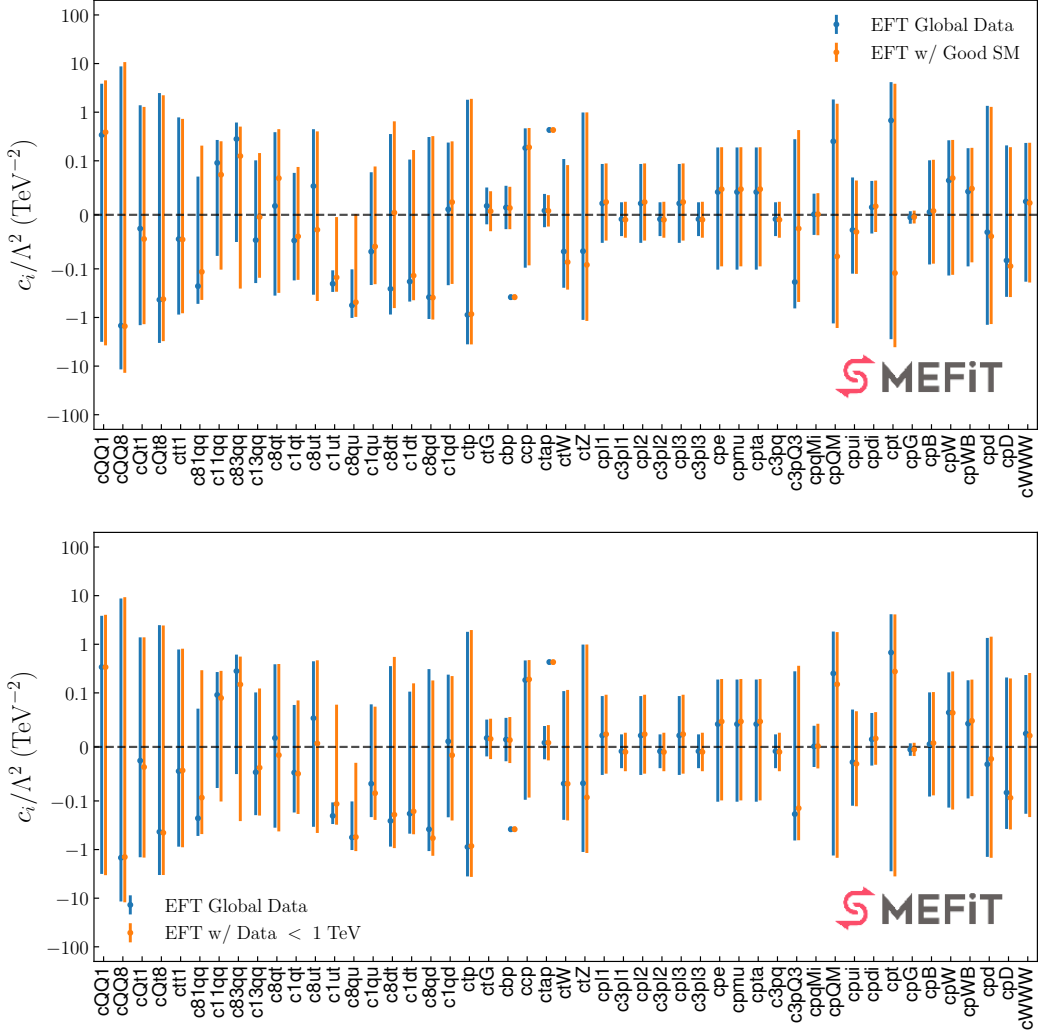 100
10
1
0.1
0
−0.1
−1
−10
−100
c_i/Λ² (TeV⁻²)
EFT Global Data
EFT w/ Good SM
SMEFiT
cQQ1
cQQ8
cQt1
cQt8
ctt1
c81qq
c11qq
c83qq
c13qq
c8qt
c1qt
c8ut
c1ut
c8qu
c1qu
c8dt
c1dt
c8qd
c1qd
ctp
ctG
cbp
ccp
ctap
ctW
ctZ
cpl1
c3pl1
cpl2
c3pl2
cpl3
c3pl3
cpe
cpmu
cpta
c3pq
c3pQ3
cpqMi
cpQM
cpui
cpdi
cpt
cpG
cpB
cpW
cpWB
cpd
cpD
cWWW
100
10
1
0.1
0
−0.1
−1
−10
−100
c_i/Λ² (TeV⁻²)
EFT Global Data
EFT w/ Data < 1 TeV
SMEFiT
cQQ1
cQQ8
cQt1
cQt8
ctt1
c81qq
c11qq
c83qq
c13qq
c8qt
c1qt
c8ut
c1ut
c8qu
c1qu
c8dt
c1dt
c8qd
c1qd
ctp
ctG
cbp
ccp
ctap
ctW
ctZ
cpl1
c3pl1
cpl2
c3pl2
cpl3
c3pl3
cpe
cpmu
cpta
c3pq
c3pQ3
cpqMi
cpQM
cpui
cpdi
cpt
cpG
cpB
cpW
cpWB
cpd
cpD
cWWW